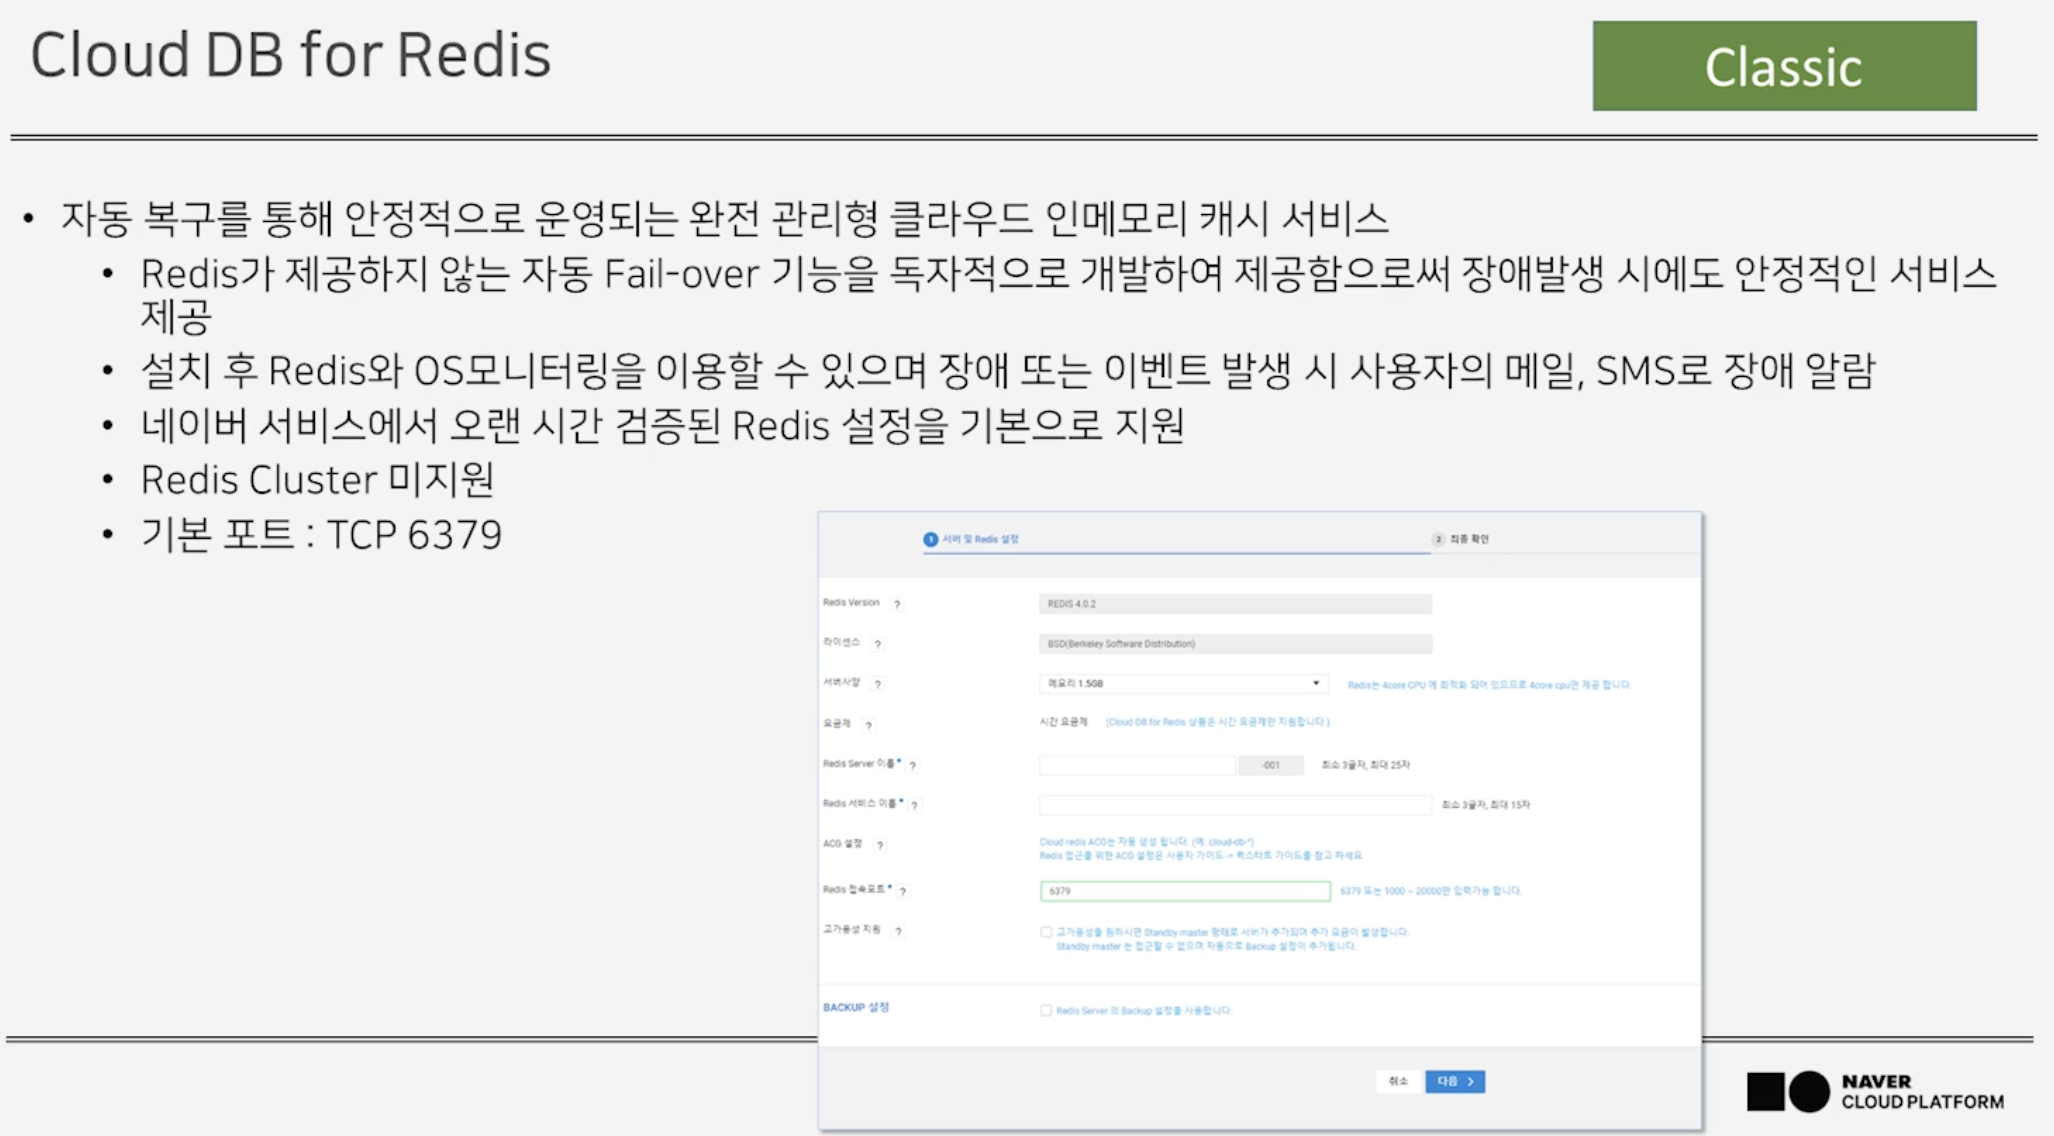 Cloud DB for Redis
Classic
• 자동 복구를 통해 안정적으로 운영되는 완전 관리형 클라우드 인메모리 캐시 서비스
• Redis가 제공하지 않는 자동 Fail-over 기능을 독자적으로 개발하여 제공함으로써 장애발생 시에도 안정적인 서비스
제공
• 설치 후 Redis와 OS모니터링을 이용할 수 있으며 장애 또는 이벤트 발생 시 사용자의 메일, SMS로 장애 알람
• 네이버 서비스에서 오랜 시간 검증된 Redis 설정을 기본으로 지원
• Redis Cluster 미지원
• 기본 포트 : TCP 6379
1 서버 및 Redis 설정
2 최종 확인
Redis Version ? REDIS 4.0.2
라이센스 ? BSD(Berkeley Software Distribution)
서버사양 ? 메모리 1.5GB Redis는 4core CPU 에 최적화 되어 있으므로 4core cpu만 제공 합니다.
요금제 ? 시간 요금제 (Cloud DB for Redis 상품은 시간 요금제만 지원합니다.)
Redis Server 이름 * ? -001 최소 3글자, 최대 25자
Redis 서비스 이름 * ? 최소 3글자, 최대 15자
ACG 설정 ? Cloud redis ACG는 자동 생성 됩니다. (예: cloud-db-*)
Redis 접근을 위한 ACG 설정은 사용자 가이드 -> 퀵스타트 가이드를 참고 하세요
Redis 접속포트 * ? 6379 6379 또는 1000 ~ 20000만 입력가능 합니다.
고가용성 지원 ? 고가용성을 원하시면 Standby master 형태로 서버가 추가되며 추가 요금이 발생합니다.
Standby master 는 접근할 수 없으며 자동으로 Backup 설정이 추가됩니다.
BACKUP 설정 Redis Server 의 Backup 설정을 사용합니다.
취소 다음 >
NAVER
CLOUD PLATFORM